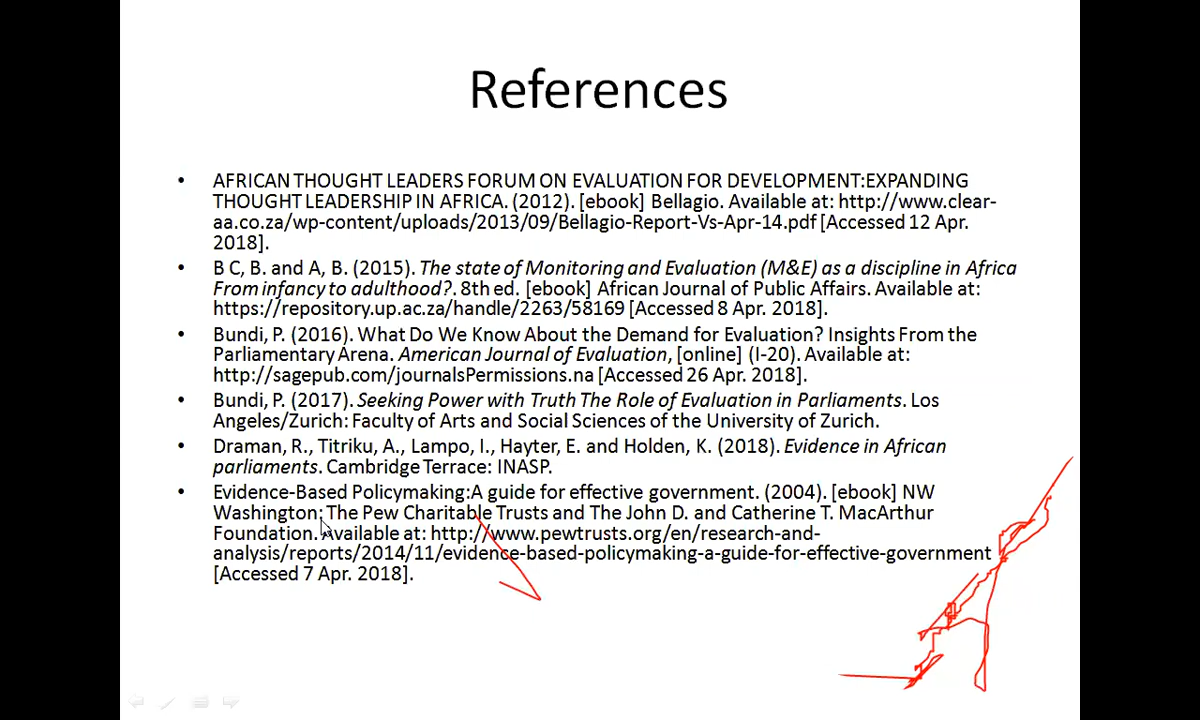 References
• AFRICAN THOUGHT LEADERS FORUM ON EVALUATION FOR DEVELOPMENT:EXPANDING
THOUGHT LEADERSHIP IN AFRICA. (2012). [ebook] Bellagio. Available at: http://www.clear-
aa.co.za/wp-content/uploads/2013/09/Bellagio-Report-Vs-Apr-14.pdf [Accessed 12 Apr.
2018].
• B C, B. and A, B. (2015). The state of Monitoring and Evaluation (M&E) as a discipline in Africa
From infancy to adulthood?. 8th ed. [ebook] African Journal of Public Affairs. Available at:
https://repository.up.ac.za/handle/2263/58169 [Accessed 8 Apr. 2018].
• Bundi, P. (2016). What Do We Know About the Demand for Evaluation? Insights From the
Parliamentary Arena. American Journal of Evaluation, [online] (I-20). Available at:
http://sagepub.com/journalsPermissions.na [Accessed 26 Apr. 2018].
• Bundi, P. (2017). Seeking Power with Truth The Role of Evaluation in Parliaments. Los
Angeles/Zurich: Faculty of Arts and Social Sciences of the University of Zurich.
• Draman, R., Titriku, A., Lampo, I., Hayter, E. and Holden, K. (2018). Evidence in African
parliaments. Cambridge Terrace: INASP.
• Evidence-Based Policymaking:A guide for effective government. (2004). [ebook] NW
Washington: The Pew Charitable Trusts and The John D. and Catherine T. MacArthur
Foundation. Available at: http://www.pewtrusts.org/en/research-and-
analysis/reports/2014/11/evidence-based-policymaking-a-guide-for-effective-government
[Accessed 7 Apr. 2018].